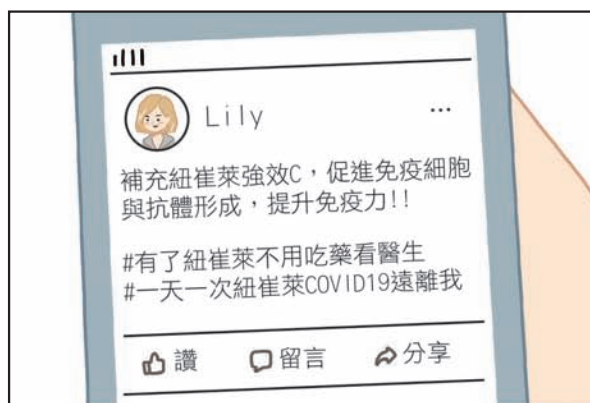 Lily
...
補充紐崔萊強效C，促進免疫細胞
與抗體形成，提升免疫力!!
#有了紐崔萊不用吃藥看醫生
#一天一次紐崔萊COVID19遠離我
讚 留言 分享